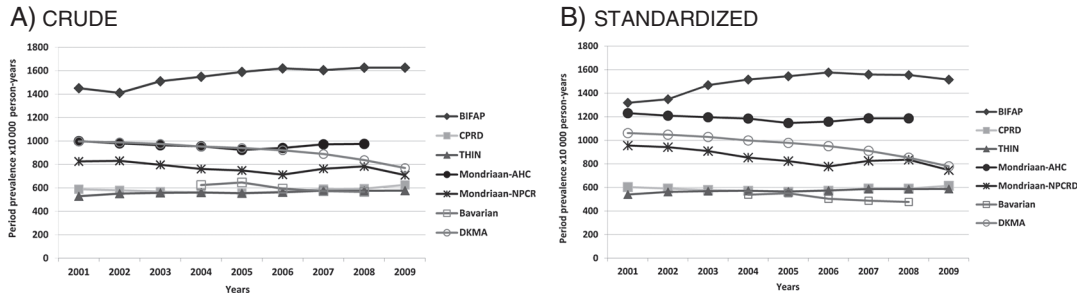 A) CRUDE
Period prevalence x10 000 person-years
1800
1600
1400
1200
1000
800
600
400
200
0
2001 2002 2003 2004 2005 2006 2007 2008 2009
Years
BIFAP
CPRD
THIN
Mondriaan-AHC
Mondriaan-NPCR
Bavarian
DKMA
B) STANDARDIZED
Period prevalence x10 000 person-years
1800
1600
1400
1200
1000
800
600
400
200
0
2001 2002 2003 2004 2005 2006 2007 2008 2009
Years
BIFAP
CPRD
THIN
Mondriaan-AHC
Mondriaan-NPCRD
Bavarian
DKMA